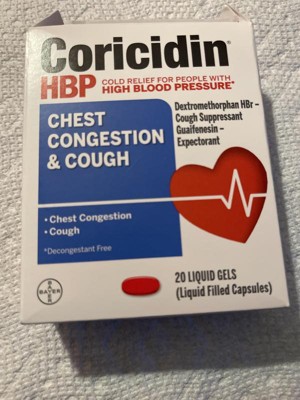 Coricidin®
HBP COLD RELIEF FOR PEOPLE WITH
HIGH BLOOD PRESSURE*
CHEST
CONGESTION
& COUGH
Dextromethorphan HBr –
Cough Suppressant
Guaifenesin –
Expectorant
• Chest Congestion
• Cough
*Decongestant Free
BAYER
20 LIQUID GELS
(Liquid Filled Capsules)